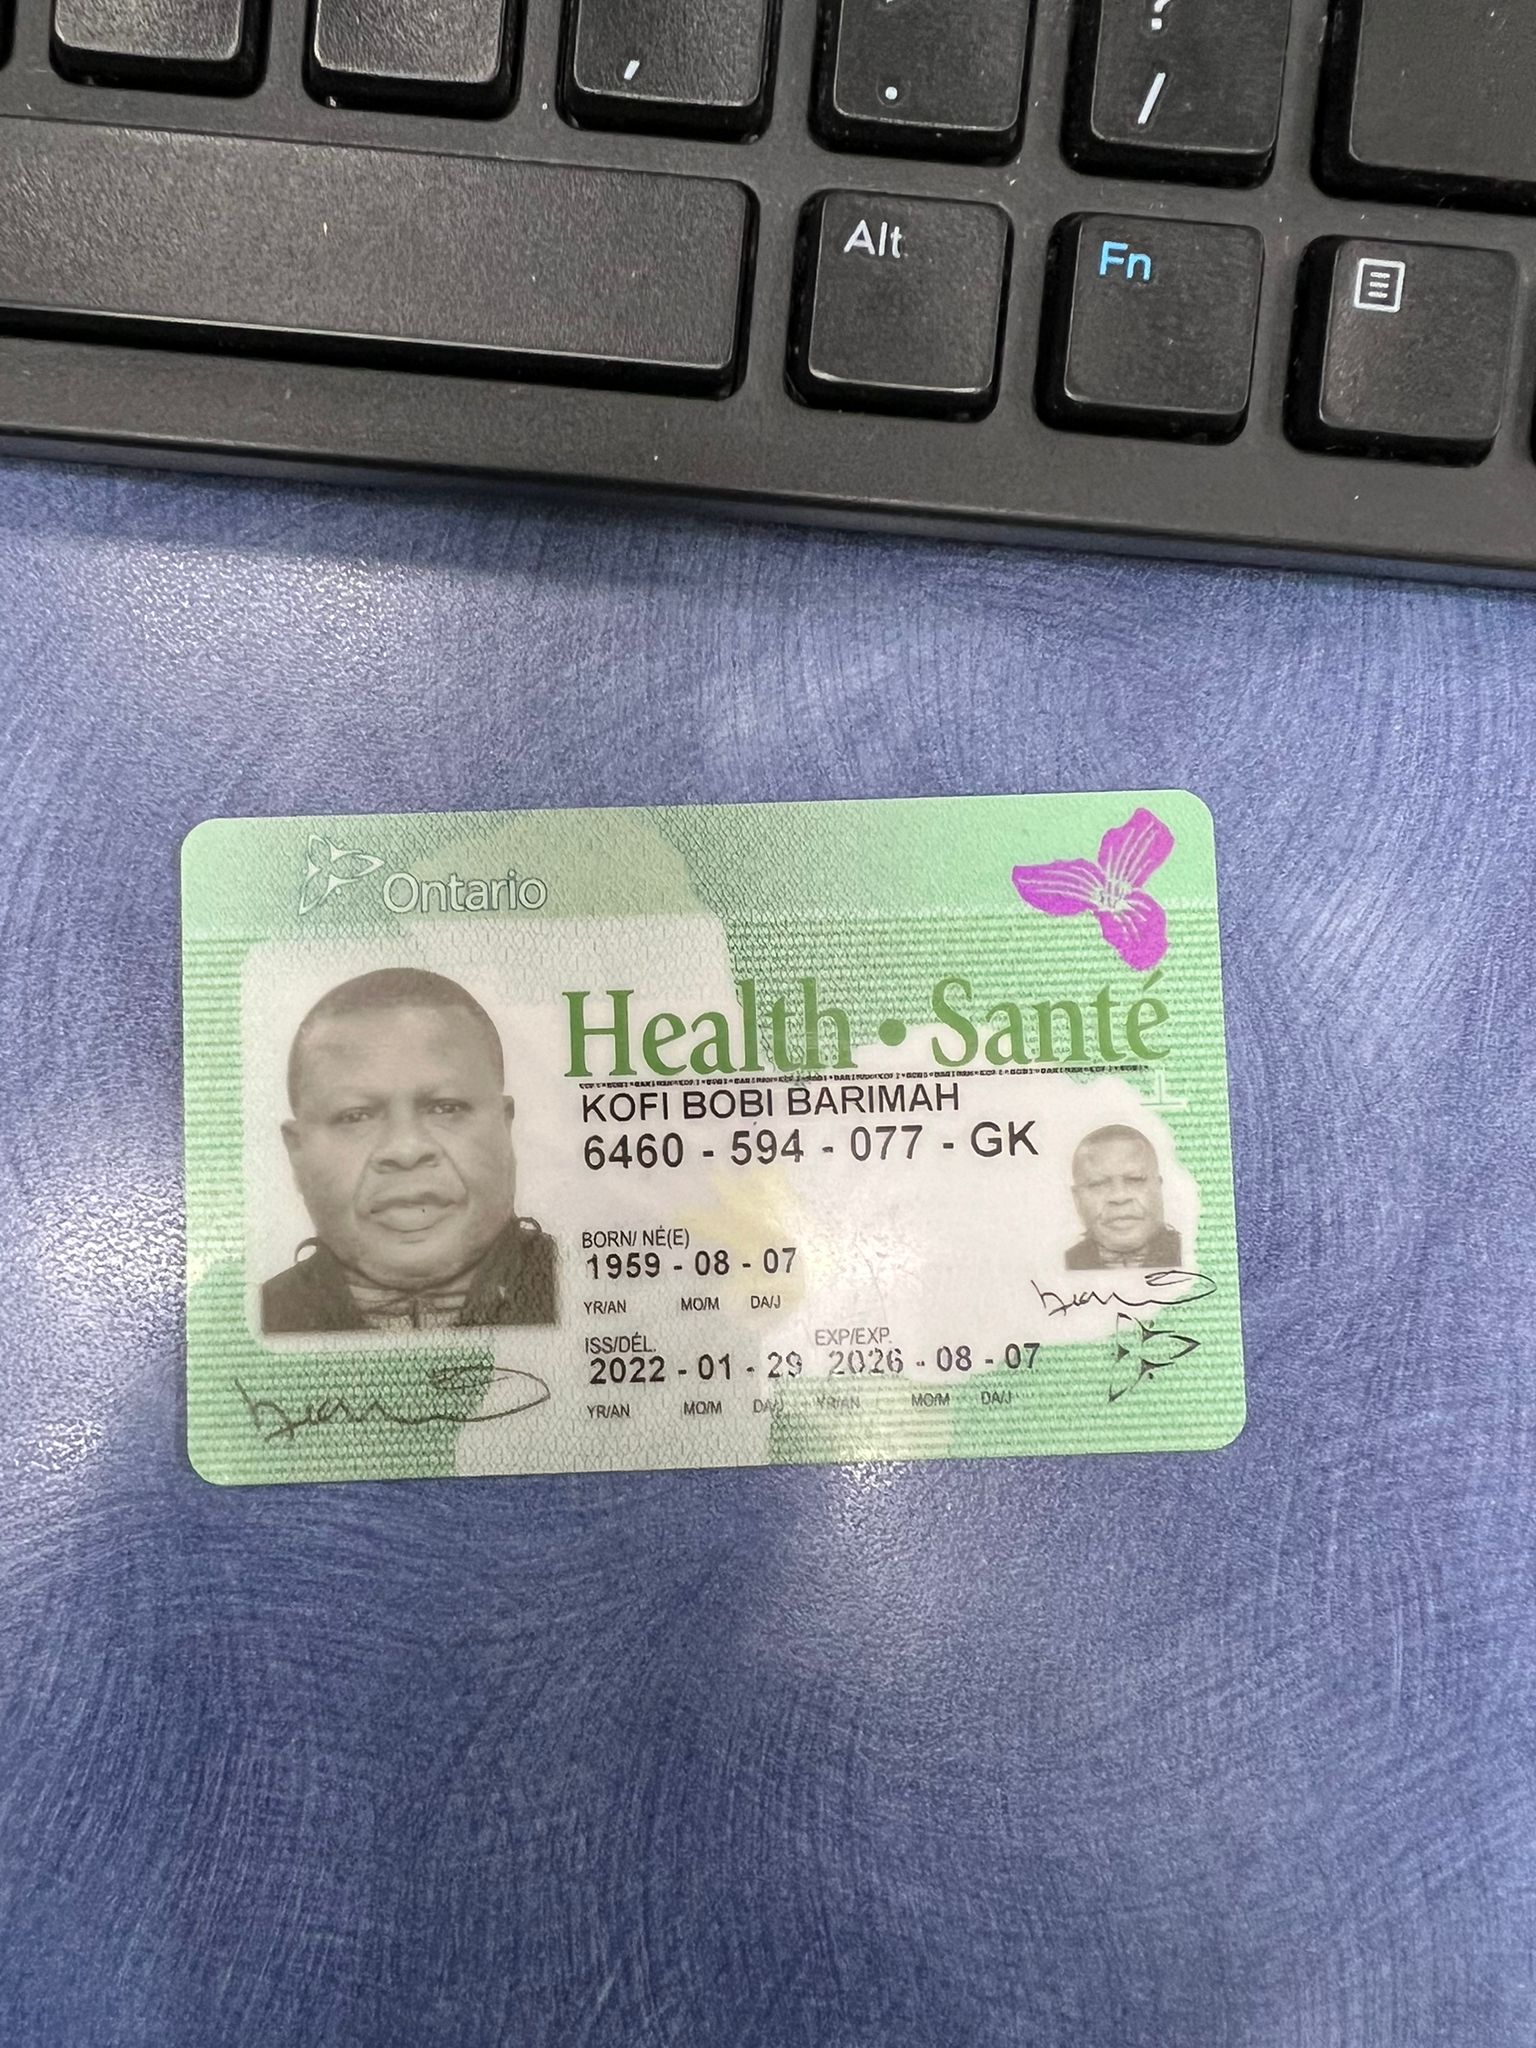 ,
.
?
/
Alt
Fn
Ontario
Health • Santé
KOFI BOBI BARIMAH
6460 - 594 - 077 - GK
BORN/ NÉ(E)
1959 - 08 - 07
YR/AN MO/M DA/J
ISS/DÉL. EXP/EXP.
2022 - 01 - 29 2026 - 08 - 07
YR/AN MO/M DA/J YR/AN MO/M DA/J